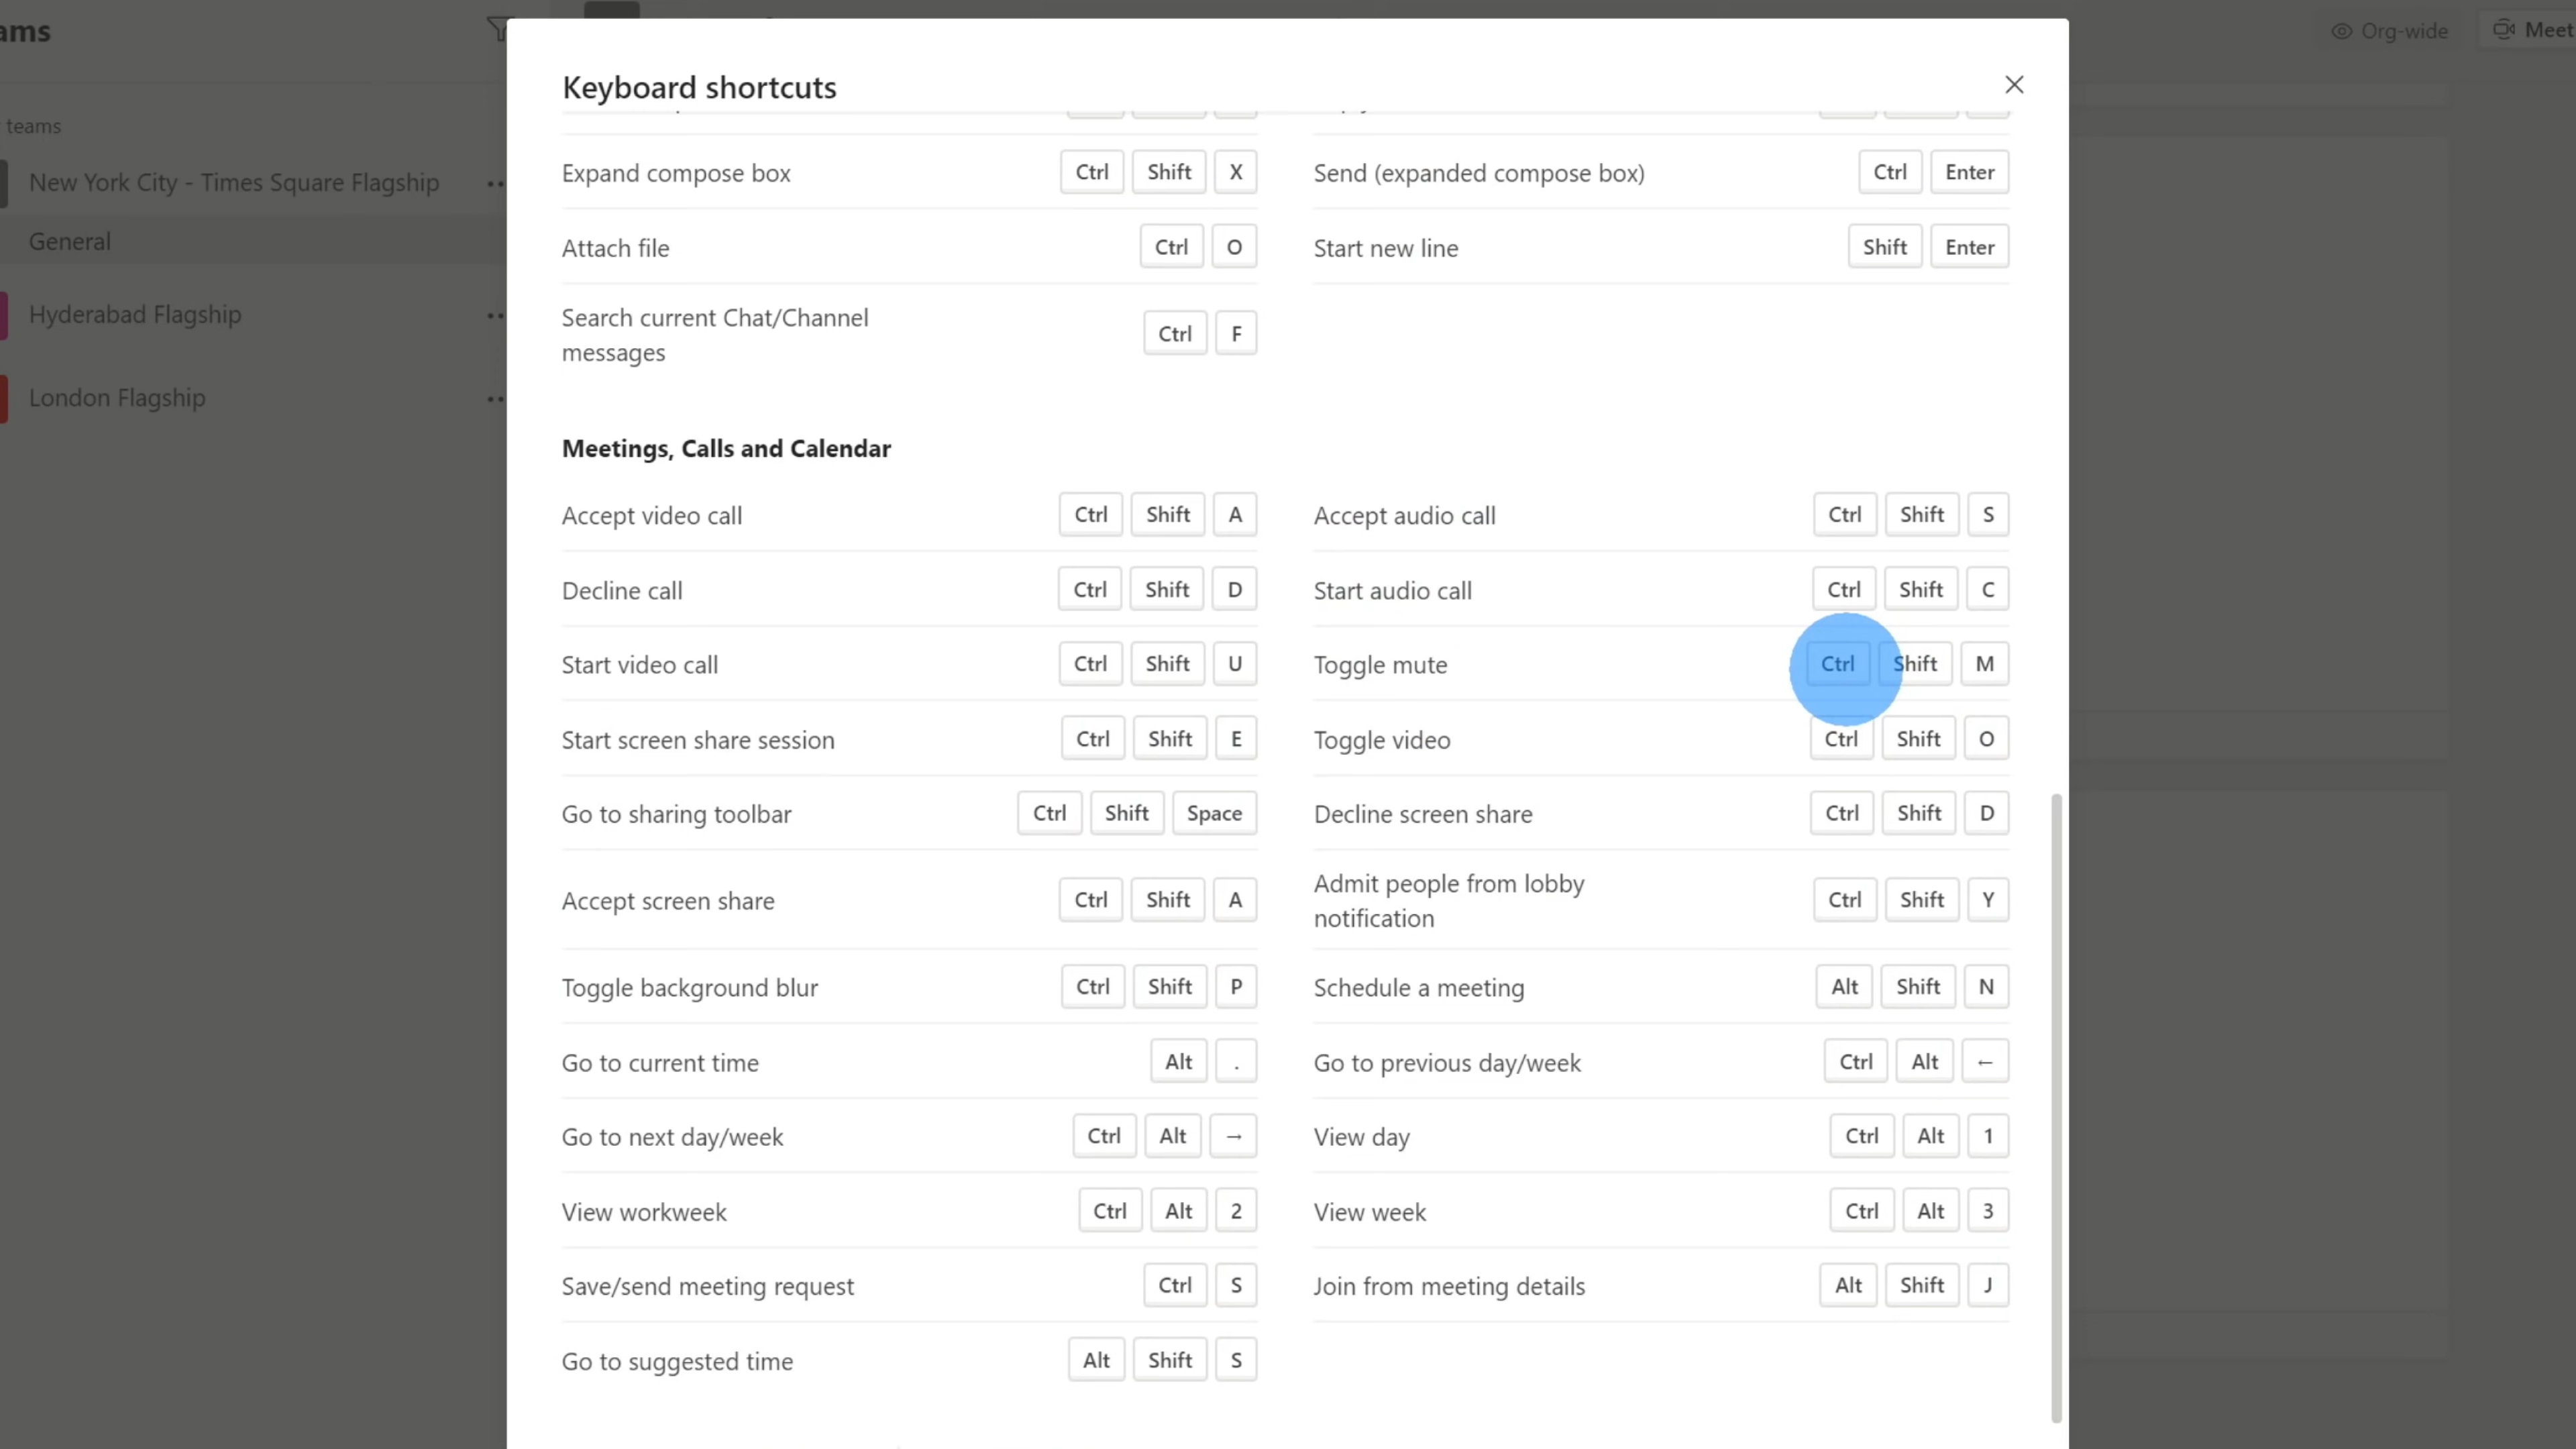 ams
Org-wide
Meet
teams
New York City - Times Square Flagship
General
Hyderabad Flagship
London Flagship
Keyboard shortcuts
Expand compose box Ctrl Shift X
Send (expanded compose box) Ctrl Enter
Attach file Ctrl O
Start new line Shift Enter
Search current Chat/Channel
messages Ctrl F
Meetings, Calls and Calendar
Accept video call Ctrl Shift A
Accept audio call Ctrl Shift S
Decline call Ctrl Shift D
Start audio call Ctrl Shift C
Start video call Ctrl Shift U
Toggle mute Ctrl Shift M
Start screen share session Ctrl Shift E
Toggle video Ctrl Shift O
Go to sharing toolbar Ctrl Shift Space
Decline screen share Ctrl Shift D
Accept screen share Ctrl Shift A
Admit people from lobby
notification Ctrl Shift Y
Toggle background blur Ctrl Shift P
Schedule a meeting Alt Shift N
Go to current time Alt .
Go to previous day/week Ctrl Alt ←
Go to next day/week Ctrl Alt →
View day Ctrl Alt 1
View workweek Ctrl Alt 2
View week Ctrl Alt 3
Save/send meeting request Ctrl S
Join from meeting details Alt Shift J
Go to suggested time Alt Shift S